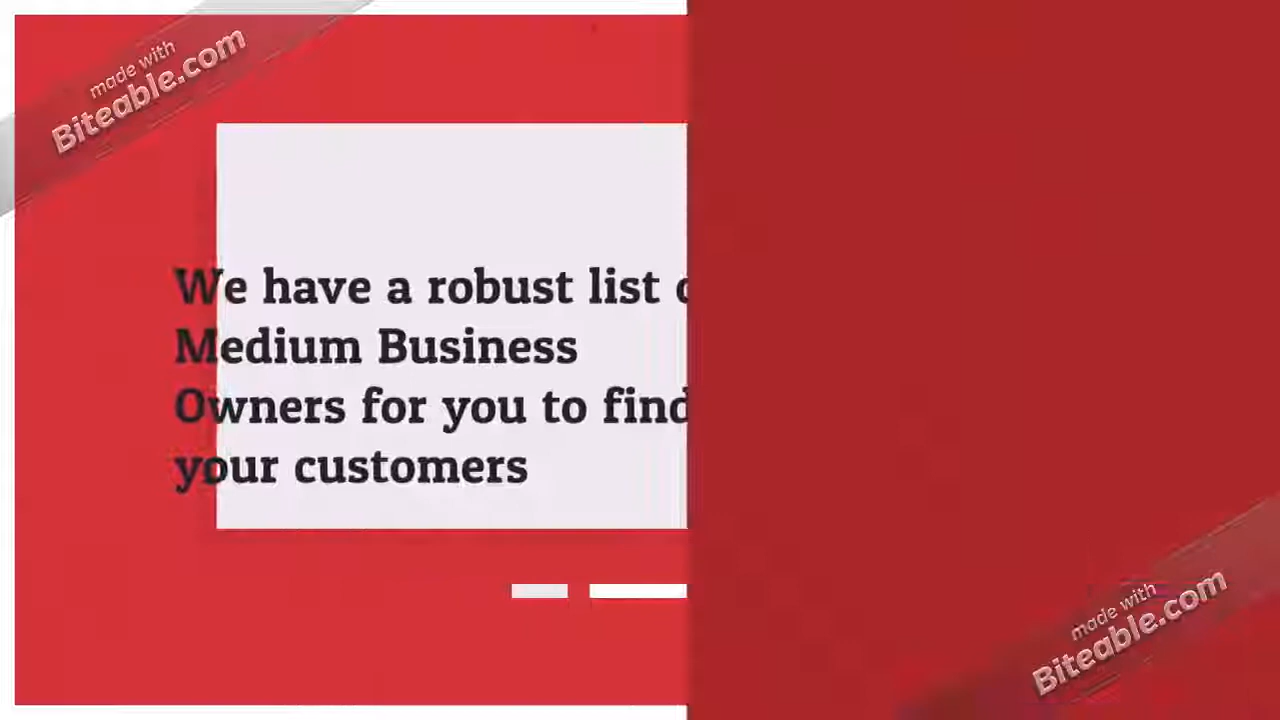 made with
Biteable.com
We have a robust list
Medium Business
Owners for you to find
your customers
made with
Biteable.com